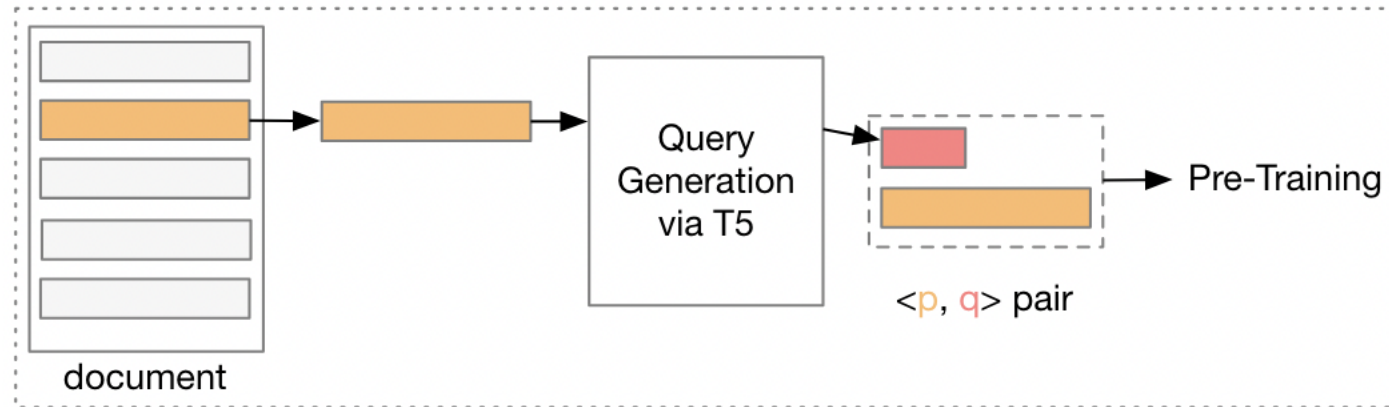 Query
Generation
via T5
Pre-Training
<p, q> pair
document